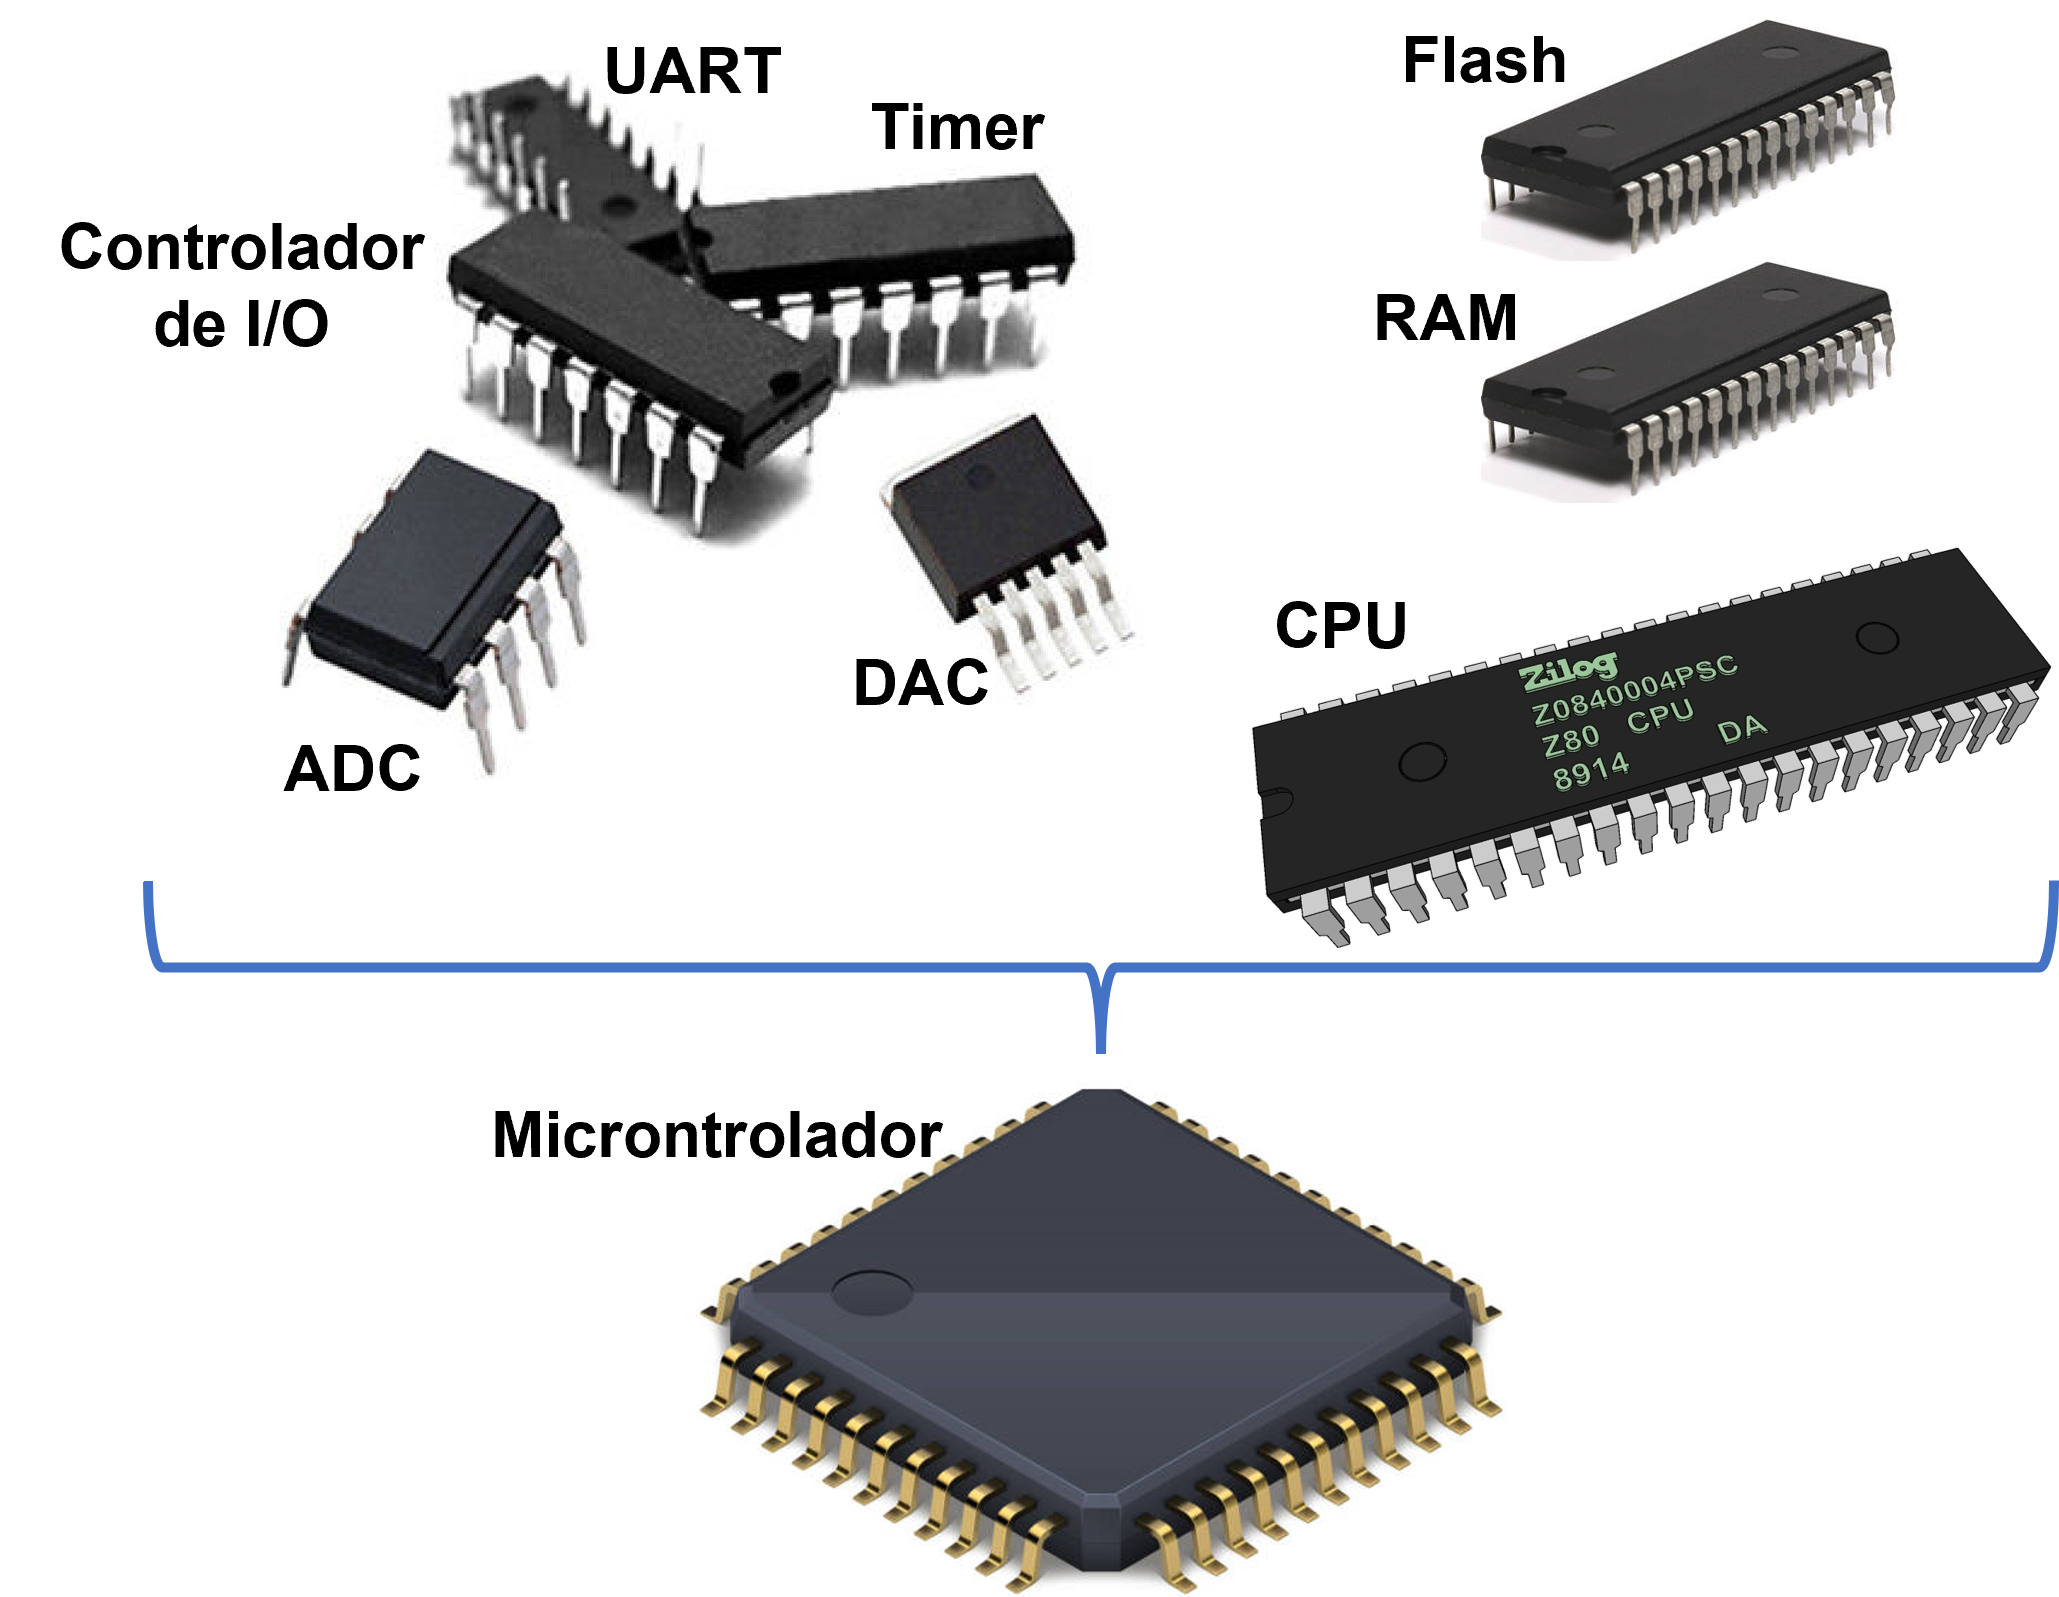 UART
Timer
Controlador
de I/O
ADC
DAC
Flash
RAM
CPU
Zilog
Z0840004PSC
Z80 CPU DA
8914
Microntrolador